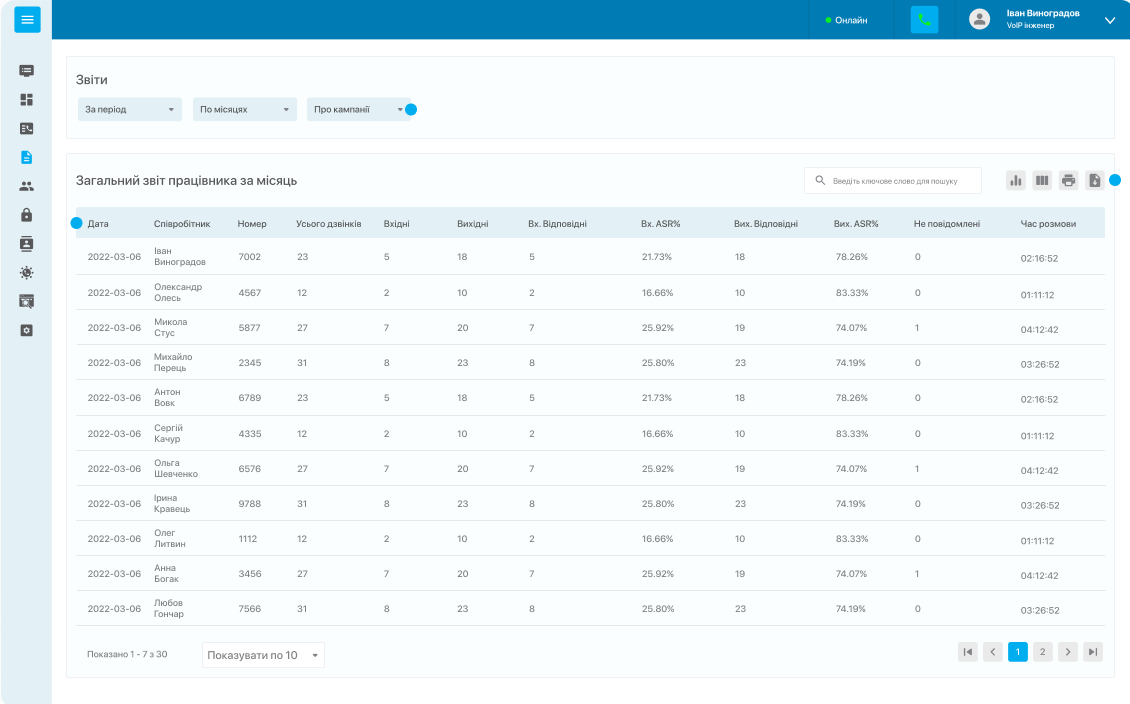 Онлайн
Іван Виноградов
VoIP інженер
Звіти
За період По місяцях Про кампанії
Загальний звіт працівника за місяць
Введіть ключове слово для пошуку
Дата Співробітник Номер Усього дзвінків Вхідні Вихідні Вх. Відповідні Вх. ASR% Вих. Відповідні Вих. ASR% Не повідомлені Час розмови
2022-03-06 Іван Виноградов 7002 23 5 18 5 21.73% 18 78.26% 0 02:16:52
2022-03-06 Олександр Олесь 4567 12 2 10 2 16.66% 10 83.33% 0 01:11:12
2022-03-06 Микола Стус 5877 27 7 20 7 25.92% 19 74.07% 1 04:12:42
2022-03-06 Михайло Перець 2345 31 8 23 8 25.80% 23 74.19% 0 03:26:52
2022-03-06 Антон Вовк 6789 23 5 18 5 21.73% 18 78.26% 0 02:16:52
2022-03-06 Сергій Качур 4335 12 2 10 2 16.66% 10 83.33% 0 01:11:12
2022-03-06 Ольга Шевченко 6576 27 7 20 7 25.92% 19 74.07% 1 04:12:42
2022-03-06 Ірина Кравець 9788 31 8 23 8 25.80% 23 74.19% 0 03:26:52
2022-03-06 Олег Литвин 1112 12 2 10 2 16.66% 10 83.33% 0 01:11:12
2022-03-06 Анна Богак 3456 27 7 20 7 25.92% 19 74.07% 1 04:12:42
2022-03-06 Любов Гончар 7566 31 8 23 8 25.80% 23 74.19% 0 03:26:52
Показано 1 - 7 з 30 Показувати по 10 1 2